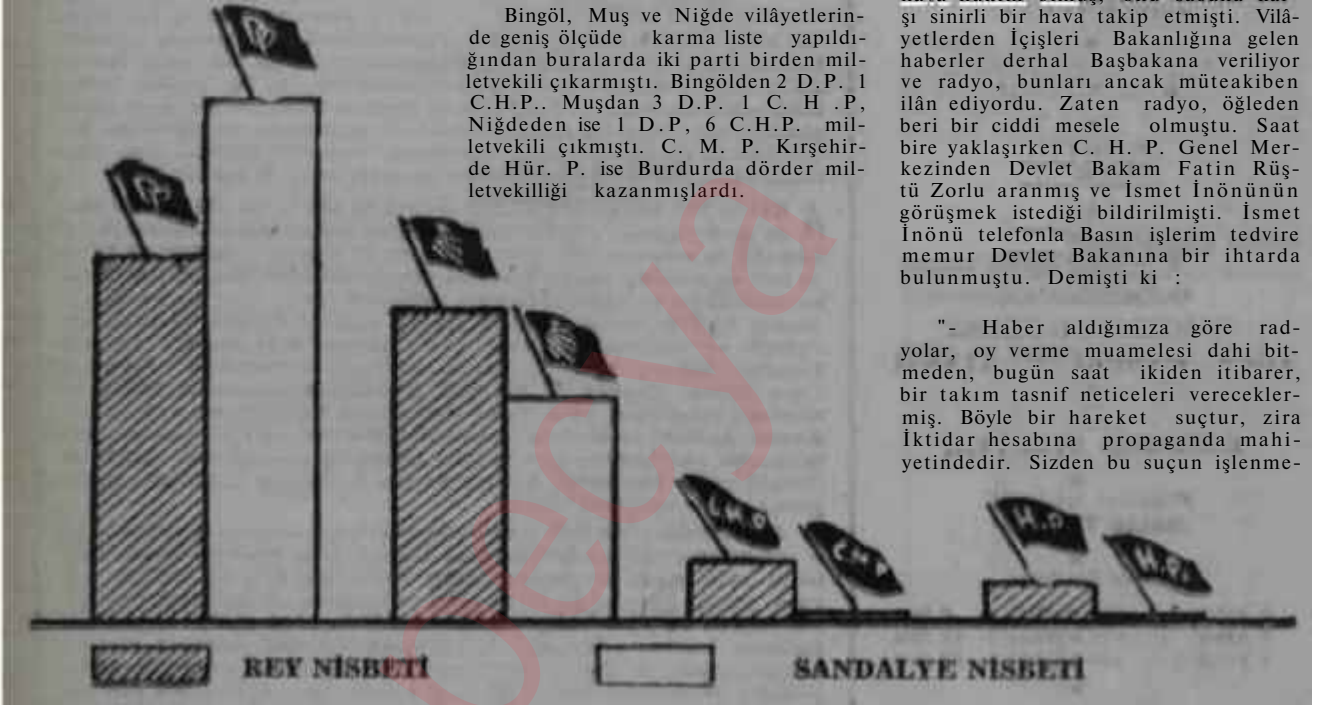 Bingöl, Muş ve Niğde vilâyetlerin-
de geniş ölçüde karma liste yapıldı-
ğından buralarda iki parti birden mil-
letvekili çıkarmıştı. Bingölden 2 D.P. 1
C.H.P.. Muşdan 3 D.P. 1 C. H .P,
Niğdeden ise 1 D.P, 6 C.H.P. mil-
letvekili çıkmıştı. C. M. P. Kırşehir-
de Hür. P. ise Burdurda dörder mil-
letvekilliği kazanmışlardı.
şı sinirli bir hava takip etmişti. Vilâ-
yetlerden İçişleri Bakanlığına gelen
haberler derhal Başbakana veriliyor
ve radyo, bunları ancak müteakiben
ilân ediyordu. Zaten radyo, öğleden
beri bir ciddi mesele olmuştu. Saat
bire yaklaşırken C. H. P. Genel Mer-
kezinden Devlet Bakam Fatin Rüş-
tü Zorlu aranmış ve İsmet İnönünün
görüşmek istediği bildirilmişti. İsmet
İnönü telefonla Basın işlerim tedvire
memur Devlet Bakanına bir ihtarda
bulunmuştu. Demişti ki :
"- Haber aldığımıza göre rad-
yolar, oy verme muamelesi dahi bit-
meden, bugün saat ikiden itibarer,
bir takım tasnif neticeleri verecekler-
miş. Böyle bir hareket suçtur, zira
İktidar hesabına propaganda mahi-
yetindedir. Sizden bu suçun işlenme-
C.M.P
H.P.
H.P.
REY NİSBETİ
SANDALYE NİSBETİ
pecya